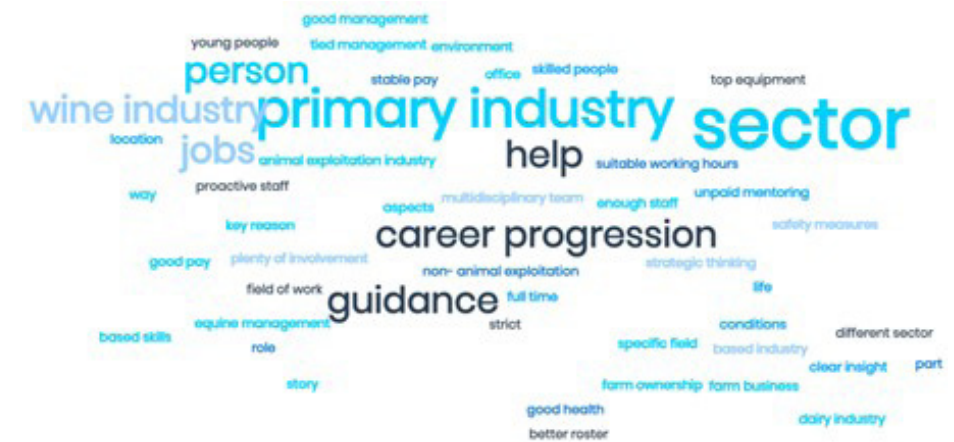 good management
young people
tied management
environment
person
stable pay
office
skilled people
top equipment
wine industry
primary industry
sector
location
jobs
animal exploitation industry
help
suitable working hours
way
proactive staff
aspects
multidisciplinary team
enough staff
unpaid mentoring
key reason
career progression
safety measures
good pay
plenty of involvement
non- animal exploitation
strategic thinking
field of work
guidance
full time
life
based skills
equine management
strict
conditions
different sector
role
specific field
based industry
clear insight
part
story
farm ownership
farm business
good health
dairy industry
better roster